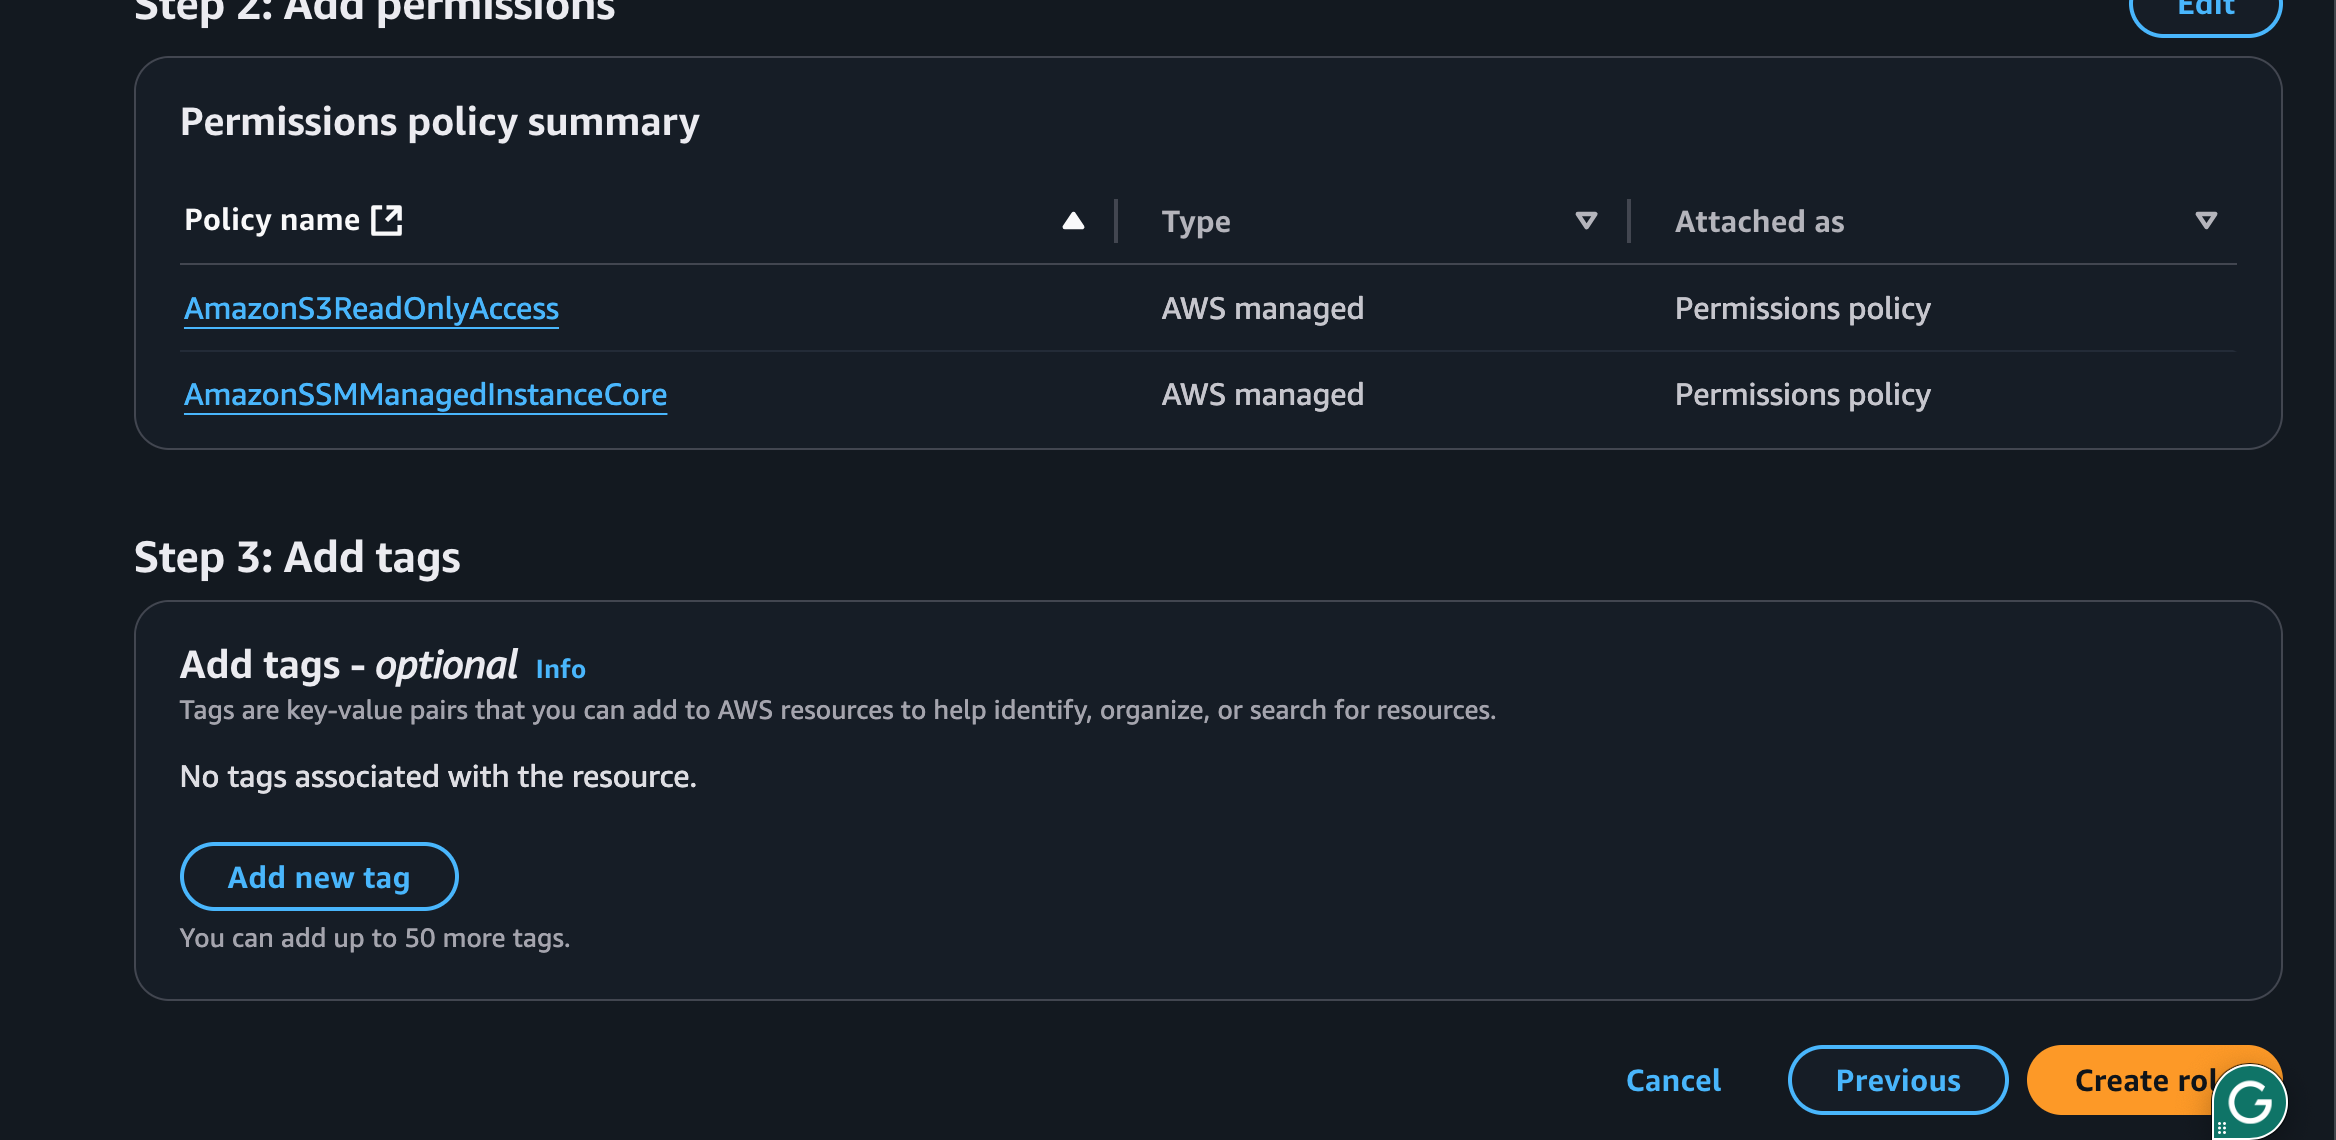 Step 2: Add permissions
Edit
Permissions policy summary
Policy name Type Attached as
AmazonS3ReadOnlyAccess AWS managed Permissions policy
AmazonSSMManagedInstanceCore AWS managed Permissions policy
Step 3: Add tags
Add tags - optional Info
Tags are key-value pairs that you can add to AWS resources to help identify, organize, or search for resources.
No tags associated with the resource.
Add new tag
You can add up to 50 more tags.
Cancel Previous Create rol
G